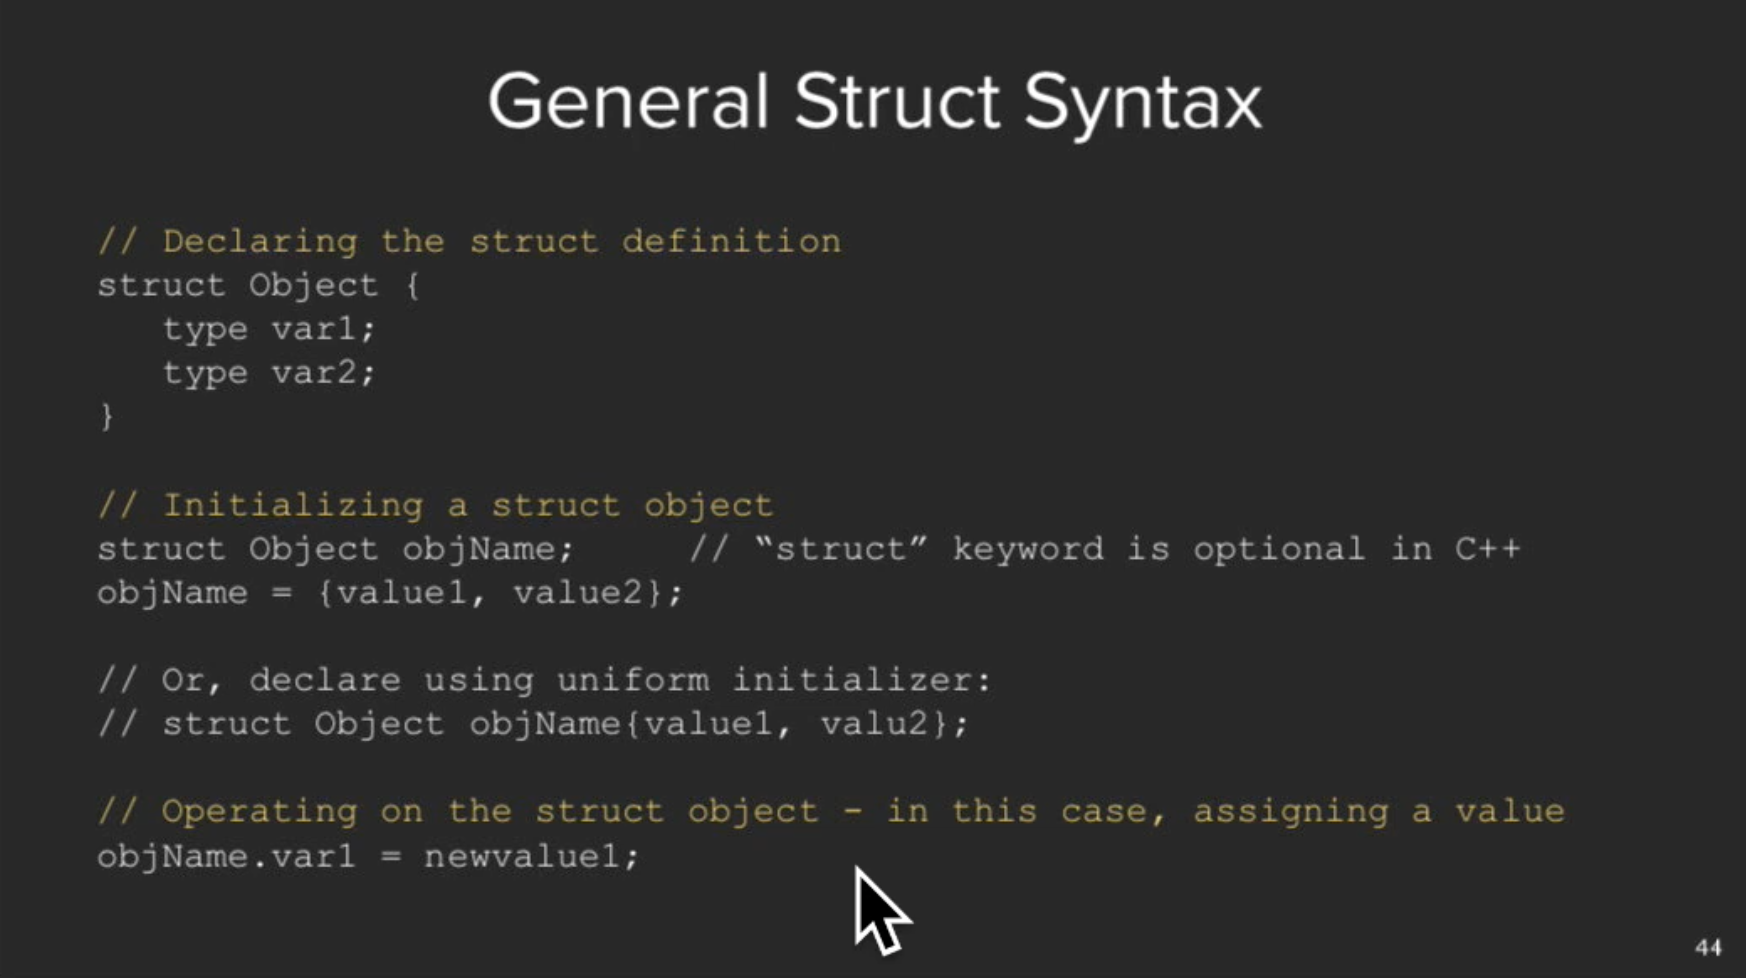 General Struct Syntax
// Declaring the struct definition
struct Object {
   type var1;
   type var2;
}
// Initializing a struct object
struct Object objName;     // “struct” keyword is optional in C++
objName = {value1, value2};
// Or, declare using uniform initializer:
// struct Object objName{value1, valu2};
// Operating on the struct object - in this case, assigning a value
objName.var1 = newvalue1;
44